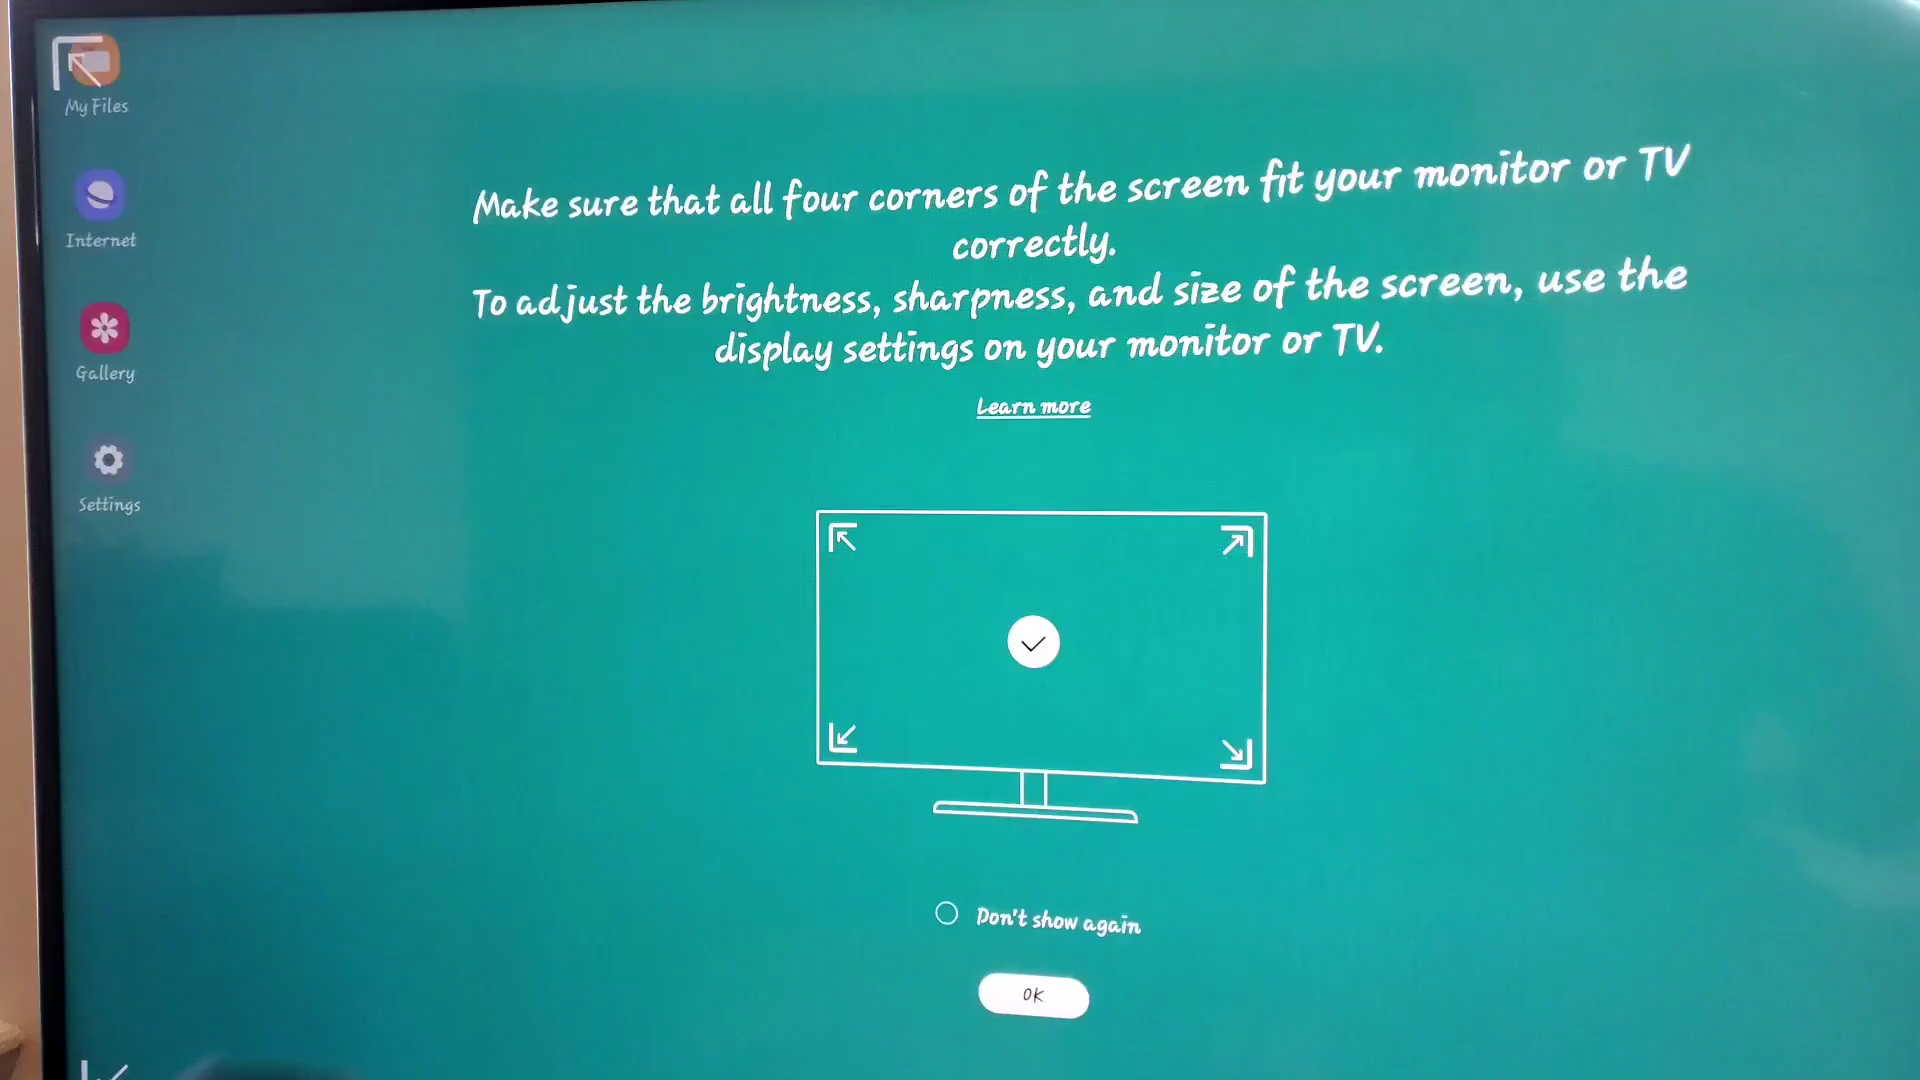 My Files
Internet
Gallery
Settings
Make sure that all four corners of the screen fit your monitor or TV
correctly.
To adjust the brightness, sharpness, and size of the screen, use the
display settings on your monitor or TV.
Learn more
Don't show again
OK